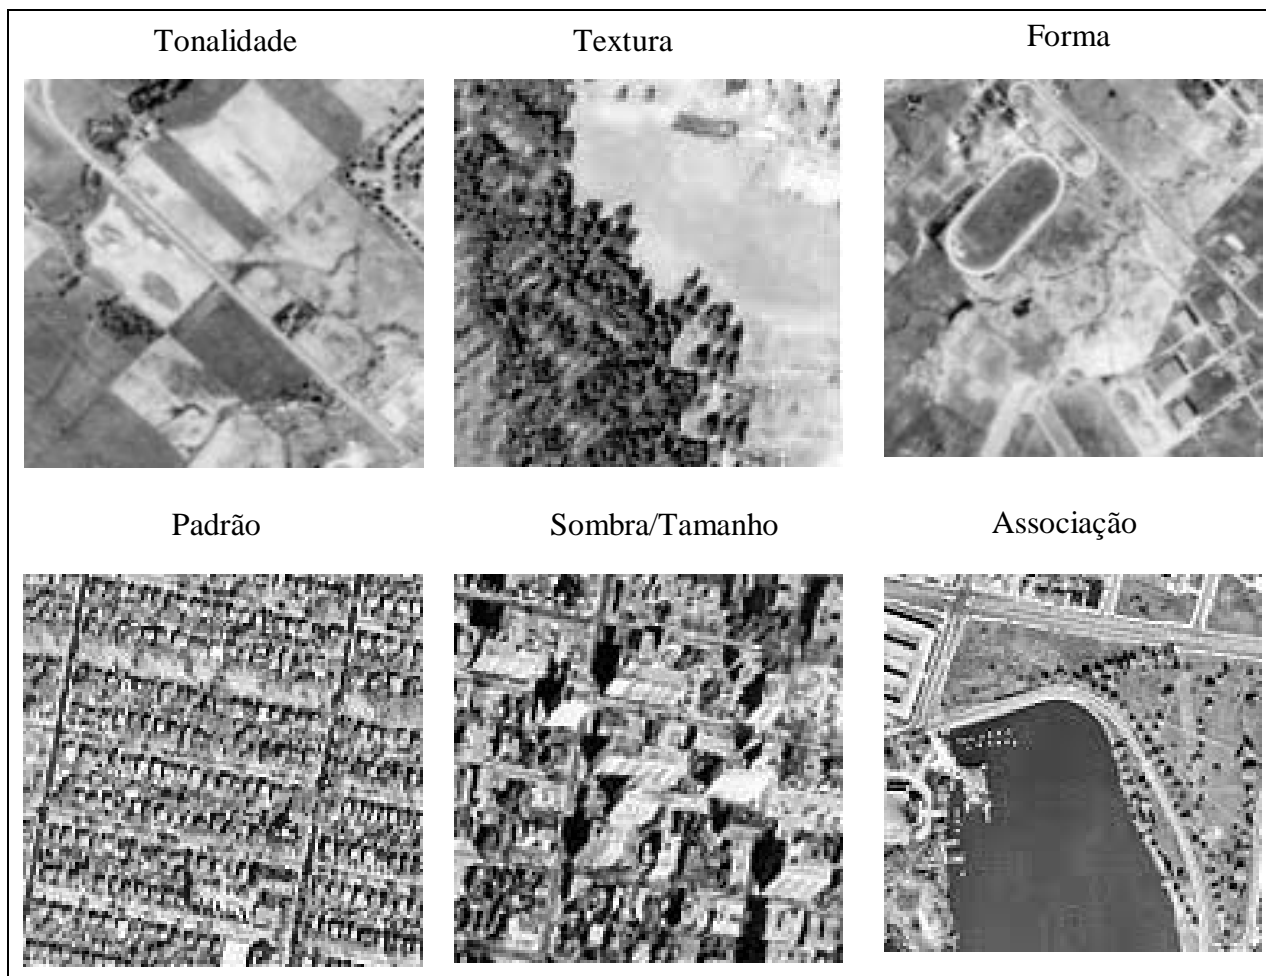 Tonalidade
Textura
Forma
Padrão
Sombra/Tamanho
Associação